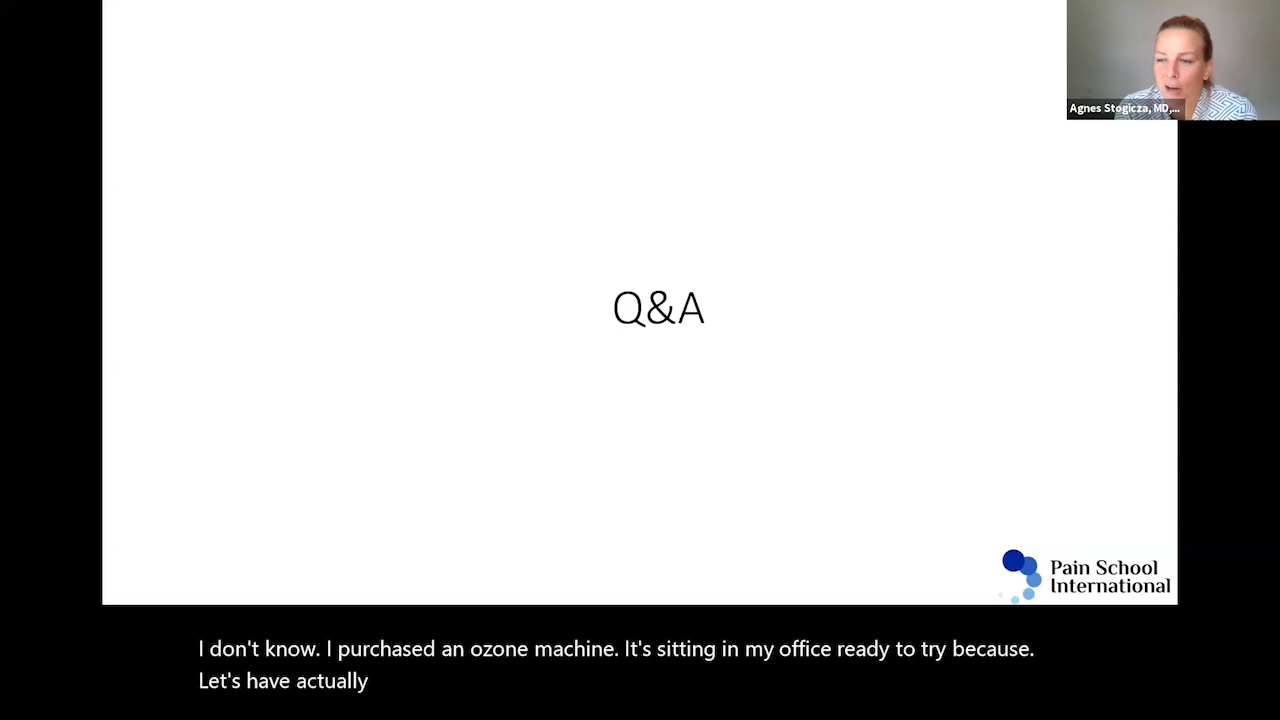 Agnes Stogicza, MD,...
Q&A
Pain School
International
I don't know. I purchased an ozone machine. It's sitting in my office ready to try because.
Let's have actually